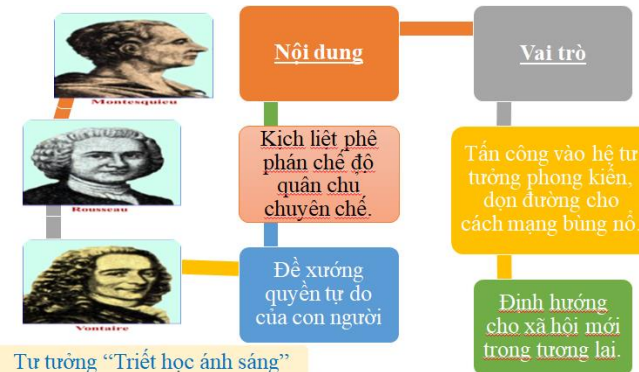 Montesquieu
Rousseau
Vontaire
Tư tưởng “Triết học ánh sáng”
Nội dung
Kịch liệt phê
phán chế độ
quân chu
chuyên chế.
Đề xướng
quyền tự do
của con người
Vai trò
Tấn công vào hệ tư
tưởng phong kiến,
dọn đường cho
cách mạng bùng nổ.
Định hướng
cho xã hội mới
trong tương lai.